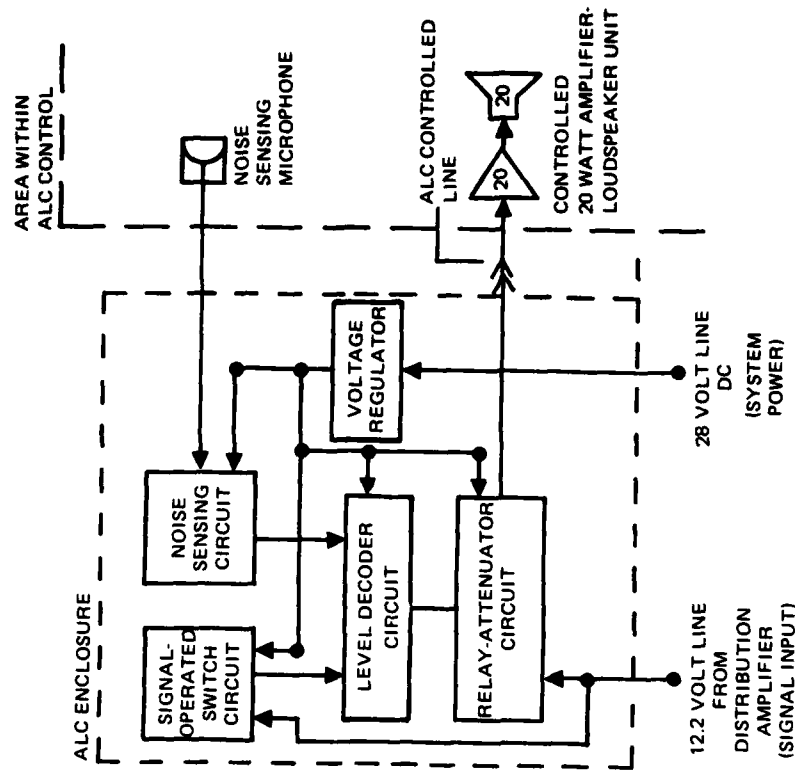 AREA WITHIN
ALC CONTROL
NOISE
SENSING
MICROPHONE
ALC CONTROLLED
LINE
20
20
CONTROLLED
20 WATT AMPLIFIER-
LOUDSPEAKER UNIT
ALC ENCLOSURE
SIGNAL-
OPERATED
SWITCH
CIRCUIT
NOISE
SENSING
CIRCUIT
VOLTAGE
REGULATOR
LEVEL DECODER
CIRCUIT
RELAY-ATTENUATOR
CIRCUIT
12.2 VOLT LINE
FROM
DISTRIBUTION
AMPLIFIER
(SIGNAL INPUT)
28 VOLT LINE
DC
(SYSTEM
POWER)